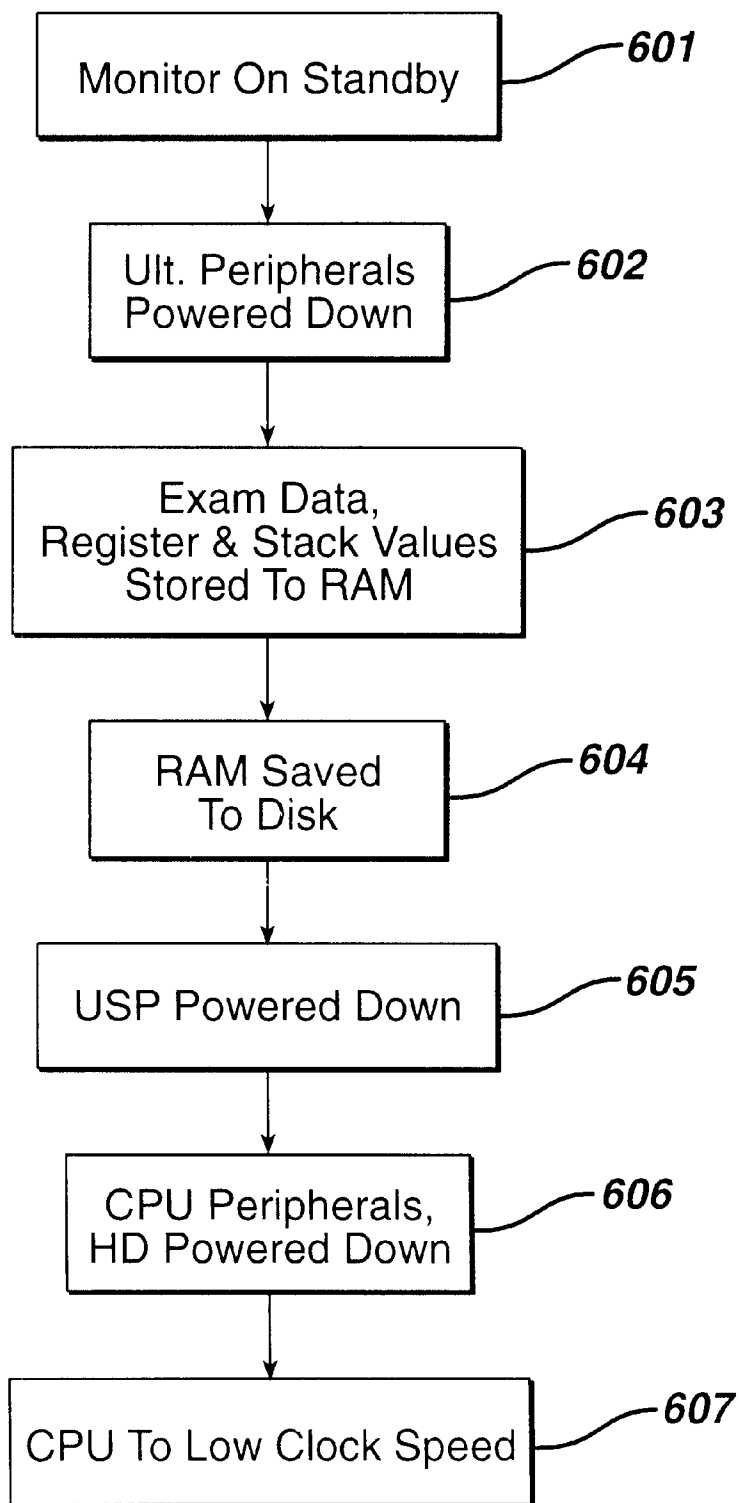 Monitor On Standby
601
Ult. Peripherals
Powered Down
602
Exam Data,
Register & Stack Values
Stored To RAM
603
RAM Saved
To Disk
604
USP Powered Down
605
CPU Peripherals,
HD Powered Down
606
CPU To Low Clock Speed
607